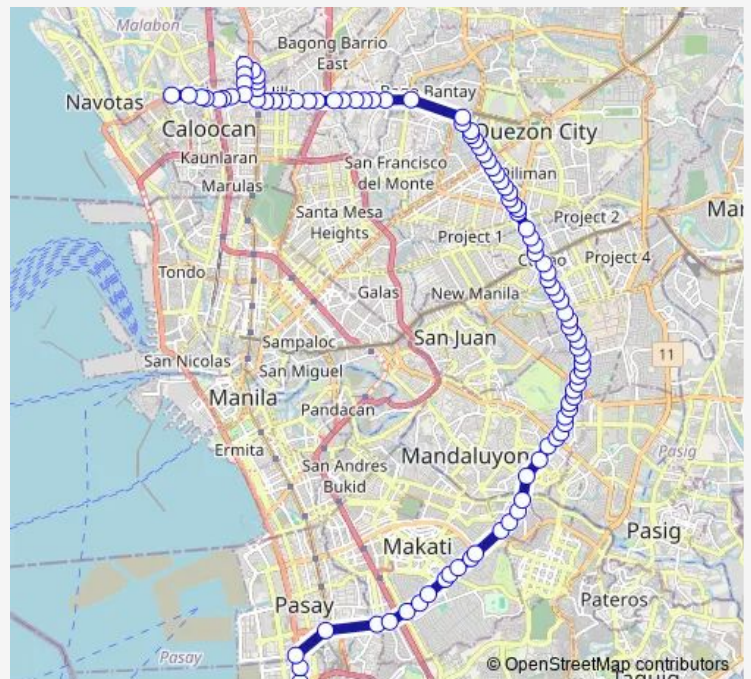 Malabon
Bagong Barrio
East
Bantay
Navotas
Caloocan
Quezon City
Kaunlaran
San Francisco
del Monte
Marulas
Diliman
Santa Mesa
Heights
Project 2
Project 1
Project 4
Tondo
Galas
New Manila
Sampaloc
San Juan
San Nicolas
San Miguel
11
Manila
Pandacan
Ermita
Mandaluyong
Pasig
San Andres
Bukid
Pasig
Makati
Pasay
Pateros
Pasay
© OpenStreetMap contributors